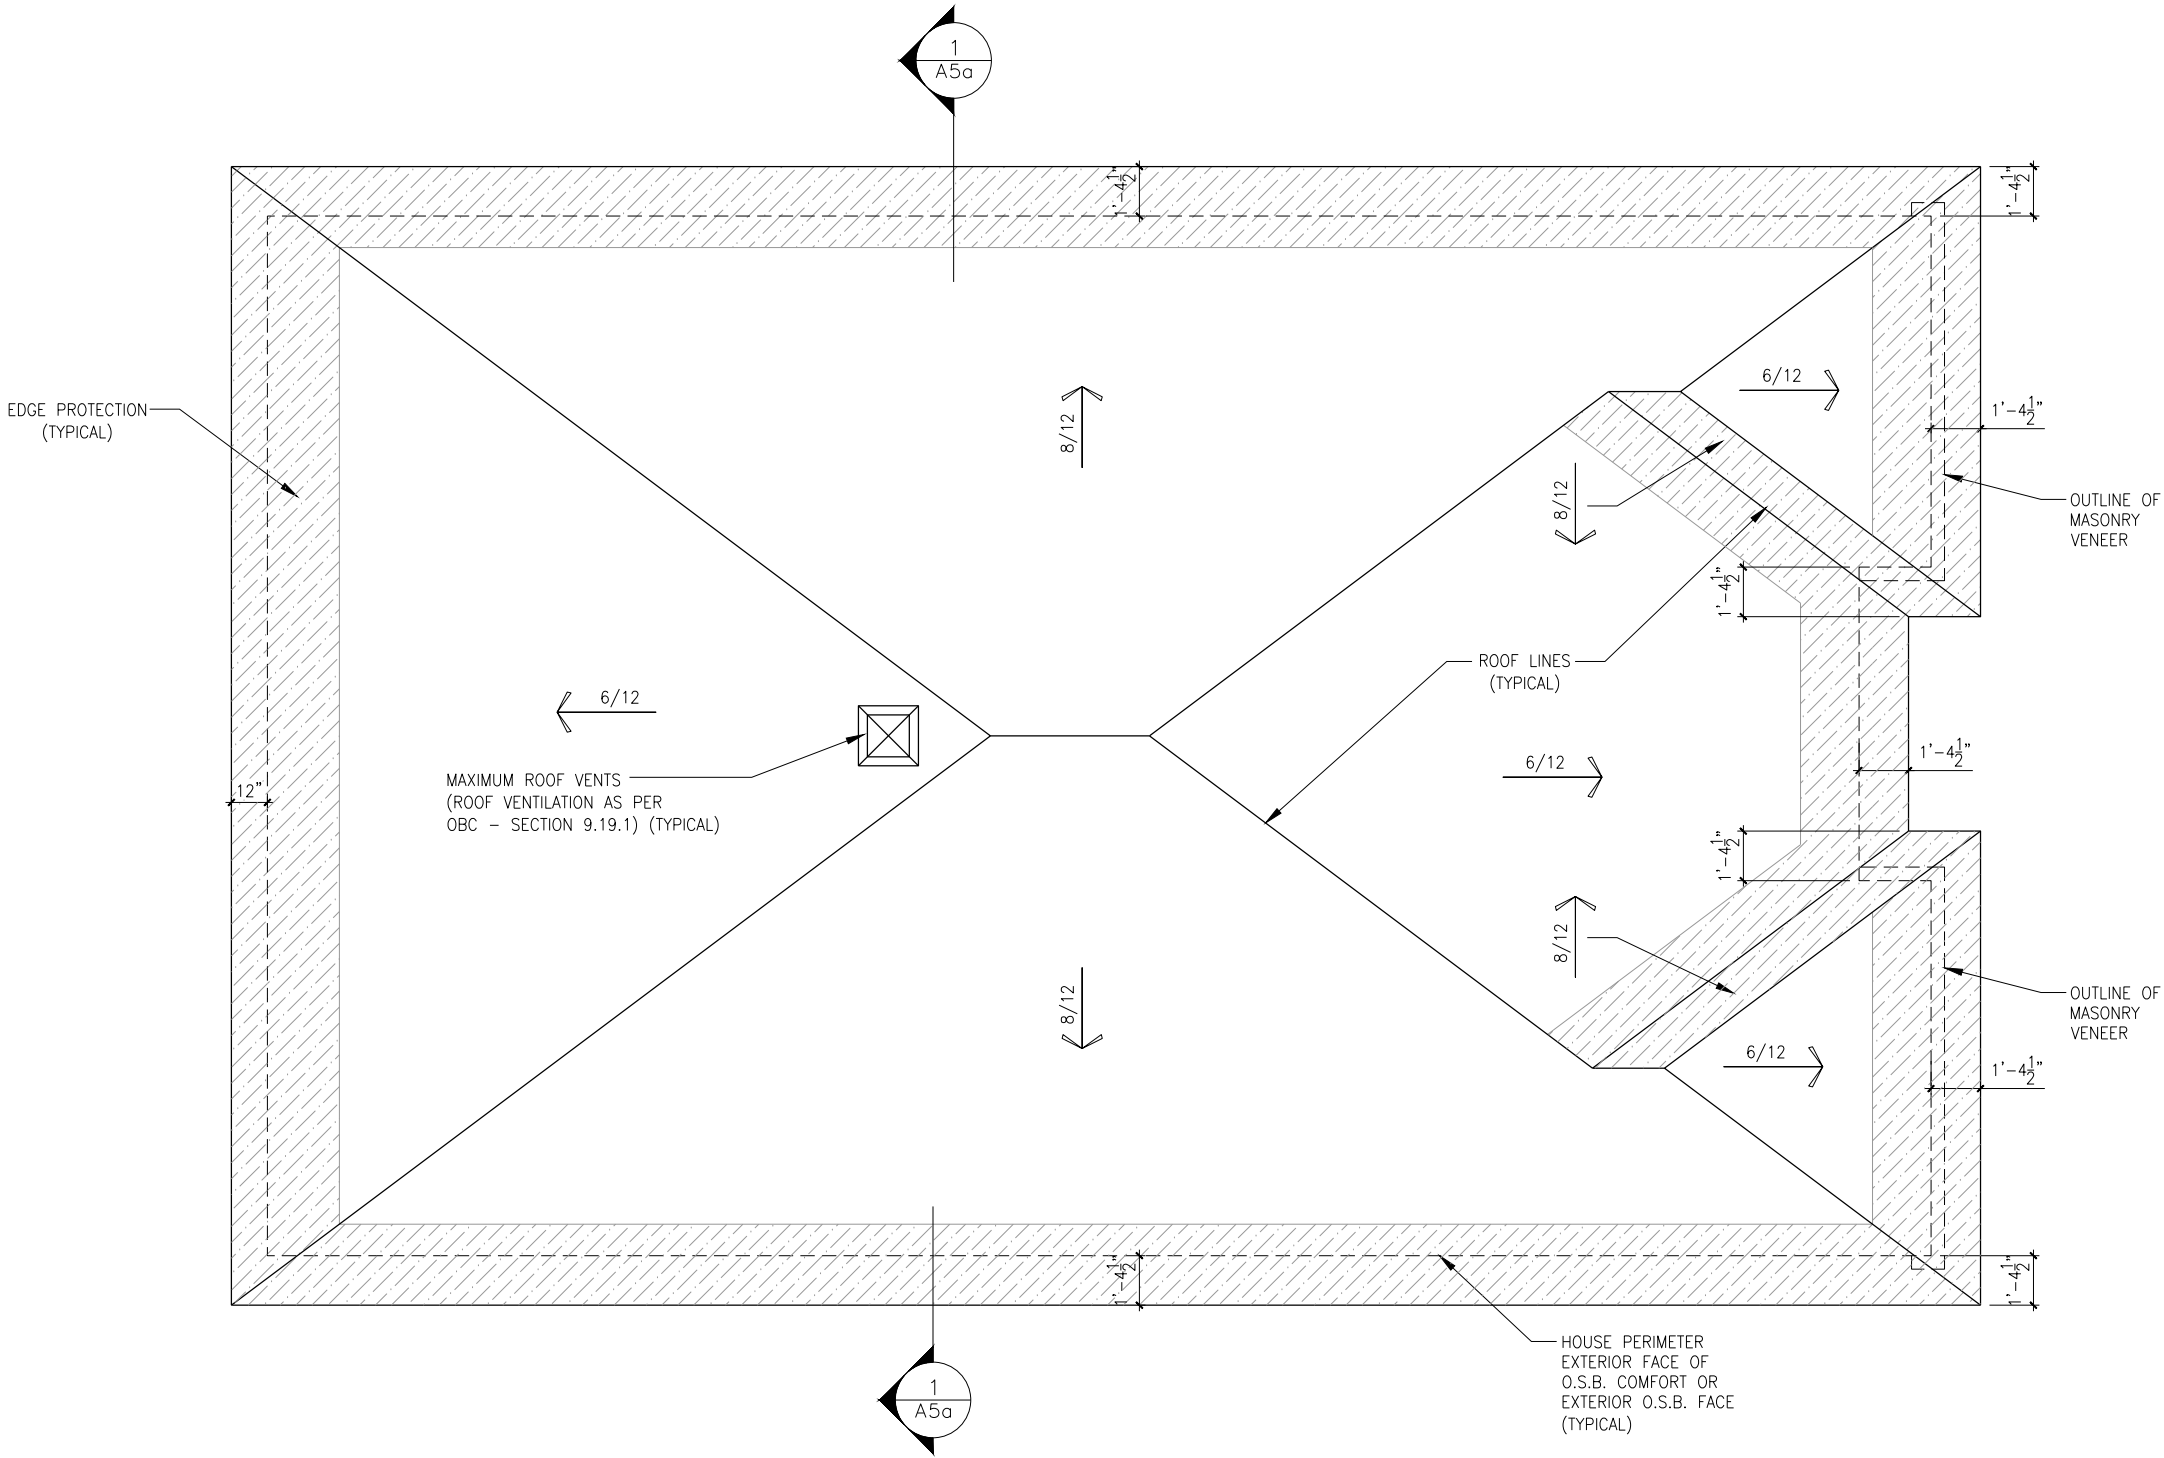 1
A5a
1'-4½"
1'-4½"
6/12
8/12
EDGE PROTECTION
(TYPICAL)
1'-4½"
8/12
OUTLINE OF
MASONRY
VENEER
1'-4½"
ROOF LINES
(TYPICAL)
6/12
6/12
1'-4½"
MAXIMUM ROOF VENTS
(ROOF VENTILATION AS PER
OBC - SECTION 9.19.1) (TYPICAL)
12"
1'-4½"
8/12
8/12
OUTLINE OF
MASONRY
VENEER
6/12
1'-4½"
1'-4½"
1'-4½"
HOUSE PERIMETER
EXTERIOR FACE OF
O.S.B. COMFORT OR
EXTERIOR O.S.B. FACE
(TYPICAL)
1
A5a